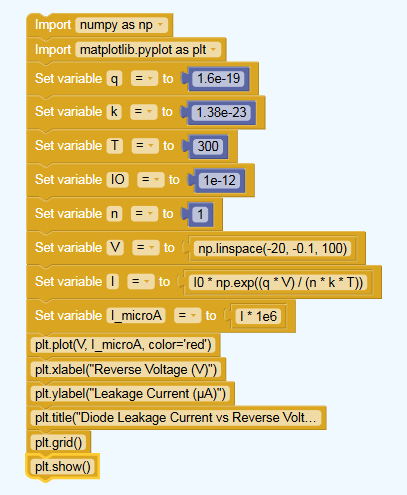 Import numpy as np
Import matplotlib.pyplot as plt
Set variable q = to 1.6e-19
Set variable k = to 1.38e-23
Set variable T = to 300
Set variable IO = to 1e-12
Set variable n = to 1
Set variable V = to np.linspace(-20, -0.1, 100)
Set variable I = to I0 * np.exp((q * V) / (n * k * T))
Set variable I_microA = to I * 1e6
plt.plot(V, I_microA, color='red')
plt.xlabel("Reverse Voltage (V)")
plt.ylabel("Leakage Current (µA)")
plt.title("Diode Leakage Current vs Reverse Volt...
plt.grid()
plt.show()